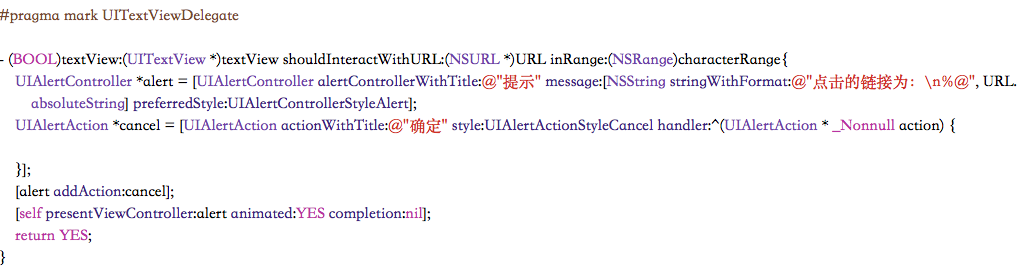 #pragma mark UITextViewDelegate
- (BOOL)textView:(UITextView *)textView shouldInteractWithURL:(NSURL *)URL inRange:(NSRange)characterRange{
UIAlertController *alert = [UIAlertController alertControllerWithTitle:@"提示" message:[NSString stringWithFormat:@"点击的链接为：\n%@", URL.
absoluteString] preferredStyle:UIAlertControllerStyleAlert];
UIAlertAction *cancel = [UIAlertAction actionWithTitle:@"确定" style:UIAlertActionStyleCancel handler:^(UIAlertAction * _Nonnull action) {
}];
[alert addAction:cancel];
[self presentViewController:alert animated:YES completion:nil];
return YES;
}